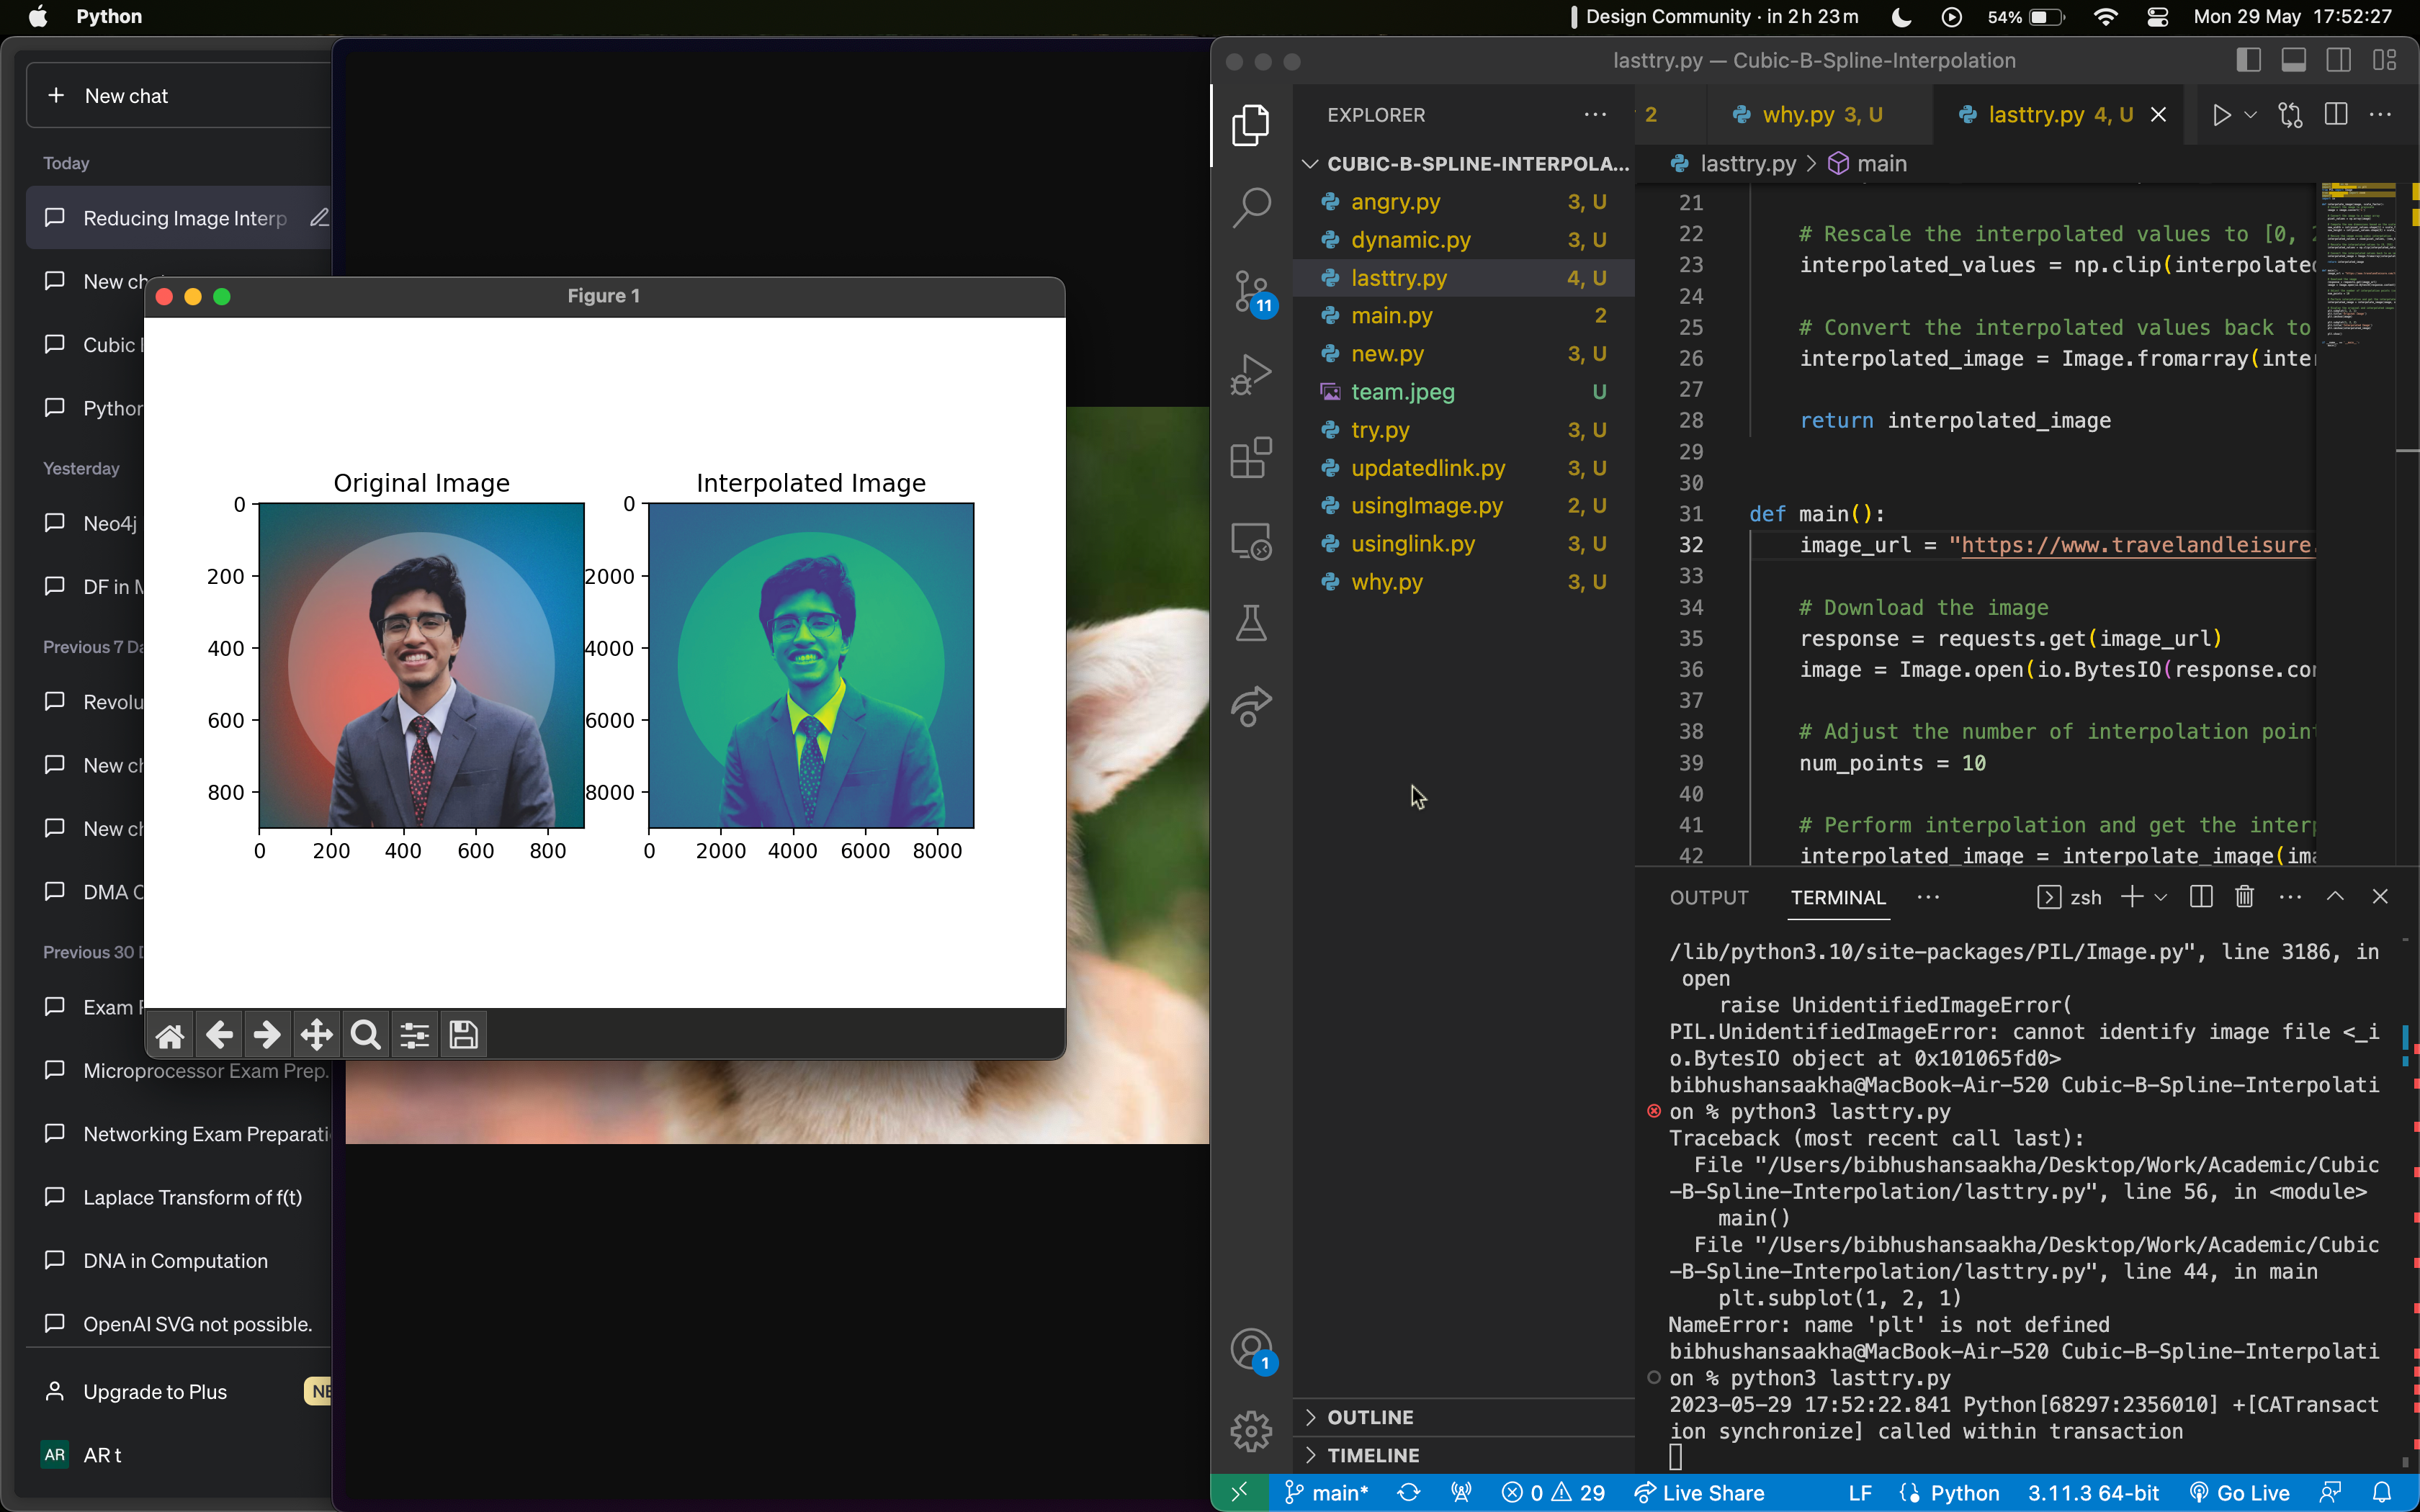 Python
Design Community · in 2 h 23 m
54%
Mon 29 May 17:52:27
New chat
Today
Reducing Image Interp
New ch
Cubic
Python
Yesterday
Neo4j
DF in
Previous 7 Da
Revolu
New ch
New ch
DMA
Previous 30
Exam
Microprocessor Exam Prep.
Networking Exam Preparati
Laplace Transform of f(t)
DNA in Computation
OpenAI SVG not possible.
Upgrade to Plus
NE
AR
AR t
Figure 1
Original Image
Interpolated Image
0
200
400
600
800
0
200
400
600
800
0
2000
4000
6000
8000
0
2000
4000
6000
8000
lasttry.py — Cubic-B-Spline-Interpolation
EXPLORER
CUBIC-B-SPLINE-INTERPOLA...
angry.py 3, U
dynamic.py 3, U
lasttry.py 4, U
main.py 2
new.py 3, U
team.jpeg U
try.py 3, U
updatedlink.py 3, U
usingImage.py 2, U
usinglink.py 3, U
why.py 3, U
OUTLINE
TIMELINE
11
1
2
why.py 3, U
lasttry.py 4, U
lasttry.py > main
21
22 # Rescale the interpolated values to [0,
23 interpolated_values = np.clip(interpolated
24
25 # Convert the interpolated values back to
26 interpolated_image = Image.fromarray(inter
27
28 return interpolated_image
29
30
31 def main():
32 image_url = "https://www.travelandleisure.
33
34 # Download the image
35 response = requests.get(image_url)
36 image = Image.open(io.BytesIO(response.con
37
38 # Adjust the number of interpolation point
39 num_points = 10
40
41 # Perform interpolation and get the interp
42 interpolated_image = interpolate_image(ima
OUTPUT
TERMINAL
zsh
/lib/python3.10/site-packages/PIL/Image.py", line 3186, in
open
raise UnidentifiedImageError(
PIL.UnidentifiedImageError: cannot identify image file <_i
o.BytesIO object at 0x101065fd0>
bibhushansaakha@MacBook-Air-520 Cubic-B-Spline-Interpolati
on % python3 lasttry.py
Traceback (most recent call last):
File "/Users/bibhushansaakha/Desktop/Work/Academic/Cubic
-B-Spline-Interpolation/lasttry.py", line 56, in <module>
main()
File "/Users/bibhushansaakha/Desktop/Work/Academic/Cubic
-B-Spline-Interpolation/lasttry.py", line 44, in main
plt.subplot(1, 2, 1)
NameError: name 'plt' is not defined
bibhushansaakha@MacBook-Air-520 Cubic-B-Spline-Interpolati
on % python3 lasttry.py
2023-05-29 17:52:22.841 Python[68297:2356010] +[CATransact
ion synchronize] called within transaction
main*
0
29
Live Share
LF
Python
3.11.3 64-bit
Go Live